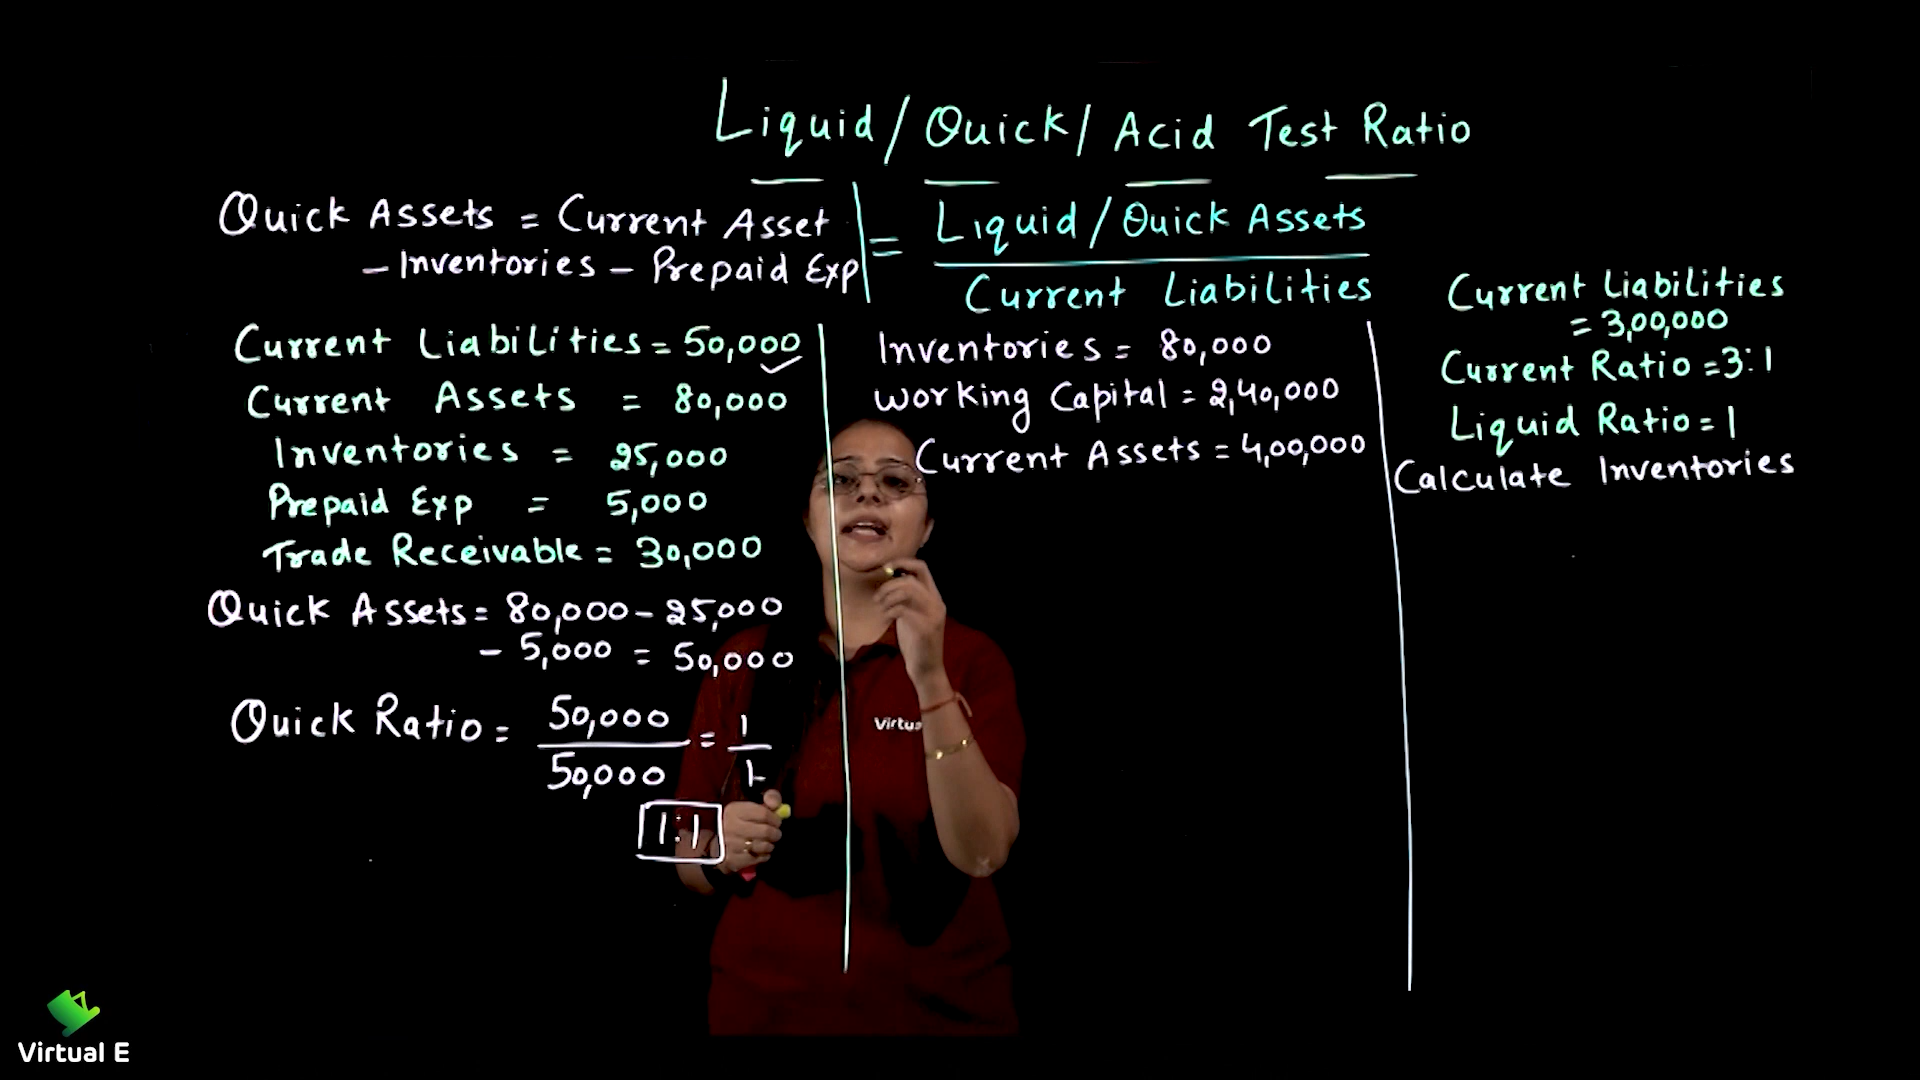 Liquid/Quick/Acid Test Ratio
Quick Assets = Current Asset
- Inventories - Prepaid Exp
= Liquid/Quick Assets
Current Liabilities
Current Liabilities = 50,000
Current Assets = 80,000
Inventories = 25,000
Prepaid Exp = 5,000
Trade Receivable = 30,000
Quick Assets = 80,000 - 25,000
- 5,000 = 50,000
Quick Ratio = 50,000 = 1
50,000 1
1:1
Inventories = 80,000
Working Capital = 2,40,000
Current Assets = 4,00,000
Current Liabilities
= 3,00,000
Current Ratio = 3:1
Liquid Ratio = 1
Calculate Inventories
Virtual E